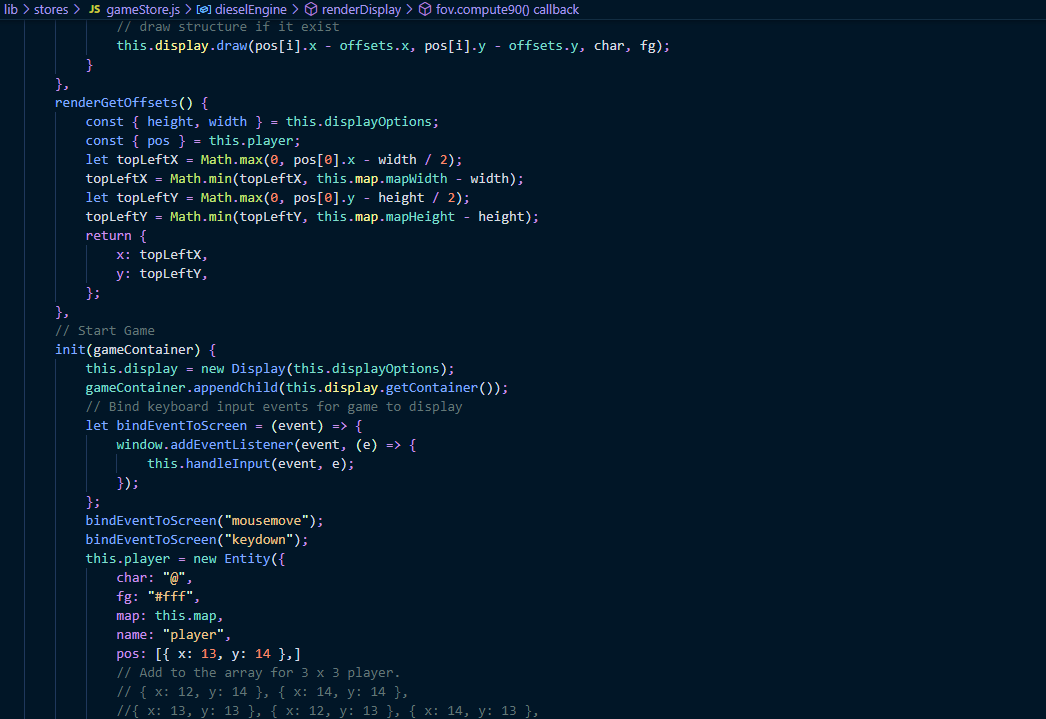 lib > stores > JS gameStore.js > dieselEngine > renderDisplay > fov.compute90() callback
// draw structure if it exist
this.display.draw(pos[i].x - offsets.x, pos[i].y - offsets.y, char, fg);
}
},
renderGetOffsets() {
const { height, width } = this.displayOptions;
const { pos } = this.player;
let topLeftX = Math.max(0, pos[0].x - width / 2);
topLeftX = Math.min(topLeftX, this.map.mapWidth - width);
let topLeftY = Math.max(0, pos[0].y - height / 2);
topLeftY = Math.min(topLeftY, this.map.mapHeight - height);
return {
x: topLeftX,
y: topLeftY,
};
},
// Start Game
init(gameContainer) {
this.display = new Display(this.displayOptions);
gameContainer.appendChild(this.display.getContainer());
// Bind keyboard input events for game to display
let bindEventToScreen = (event) => {
window.addEventListener(event, (e) => {
this.handleInput(event, e);
});
};
bindEventToScreen("mousemove");
bindEventToScreen("keydown");
this.player = new Entity({
char: "@",
fg: "#fff",
map: this.map,
name: "player",
pos: [{ x: 13, y: 14 },]
// Add to the array for 3 x 3 player.
// { x: 12, y: 14 }, { x: 14, y: 14 },
//{ x: 13, y: 13 }, { x: 12, y: 13 }, { x: 14, y: 13 },